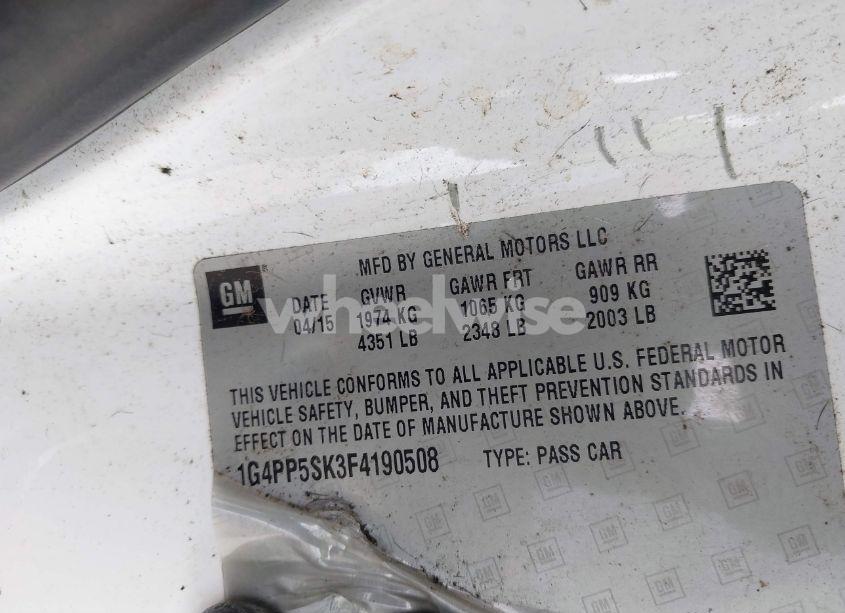 MFD BY GENERAL MOTORS LLC
GM
DATE GVWR GAWR FRT GAWR RR
04/15 1974 KG 1065 KG 909 KG
4351 LB 2348 LB 2003 LB
wheelwise
THIS VEHICLE CONFORMS TO ALL APPLICABLE U.S. FEDERAL MOTOR
VEHICLE SAFETY, BUMPER, AND THEFT PREVENTION STANDARDS IN
EFFECT ON THE DATE OF MANUFACTURE SHOWN ABOVE.
1G4PP5SK3F4190508 TYPE: PASS CAR